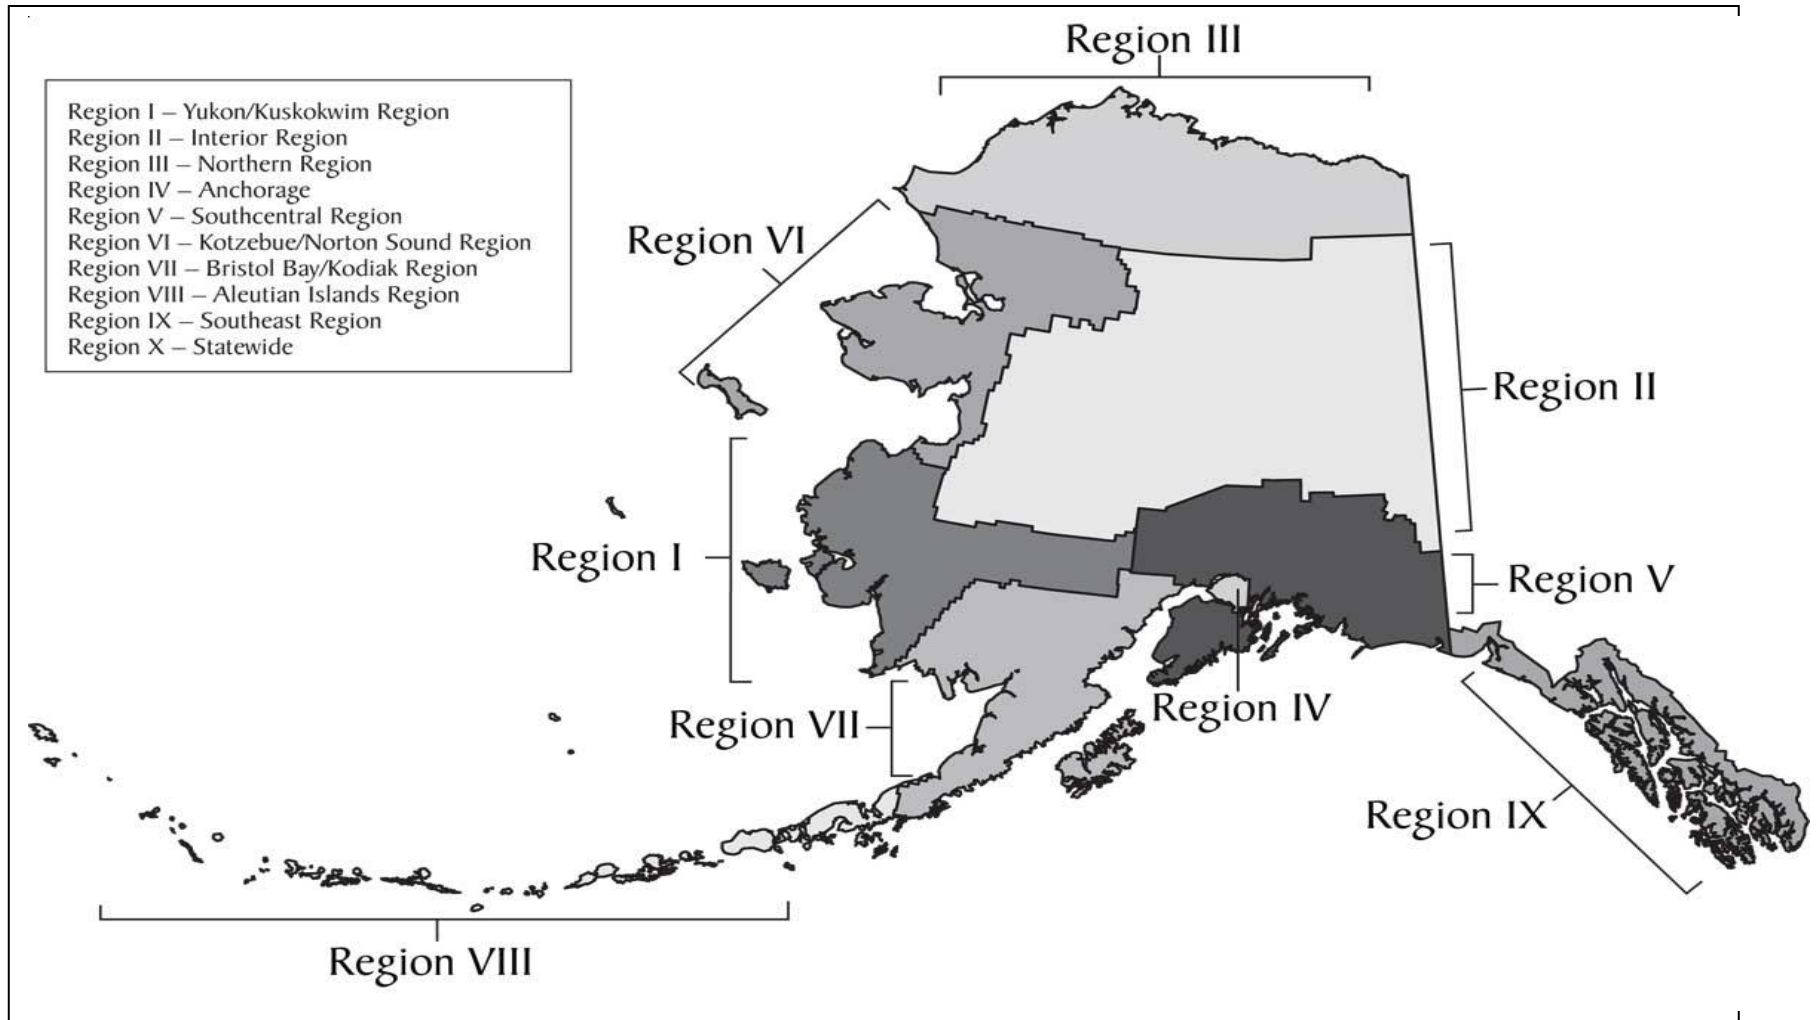 Region III
Region I – Yukon/Kuskokwim Region
Region II – Interior Region
Region III – Northern Region
Region IV – Anchorage
Region V – Southcentral Region
Region VI – Kotzebue/Norton Sound Region
Region VII – Bristol Bay/Kodiak Region
Region VIII – Aleutian Islands Region
Region IX – Southeast Region
Region X – Statewide
Region VI
Region II
Region I
Region V
Region VII
Region IV
Region IX
Region VIII